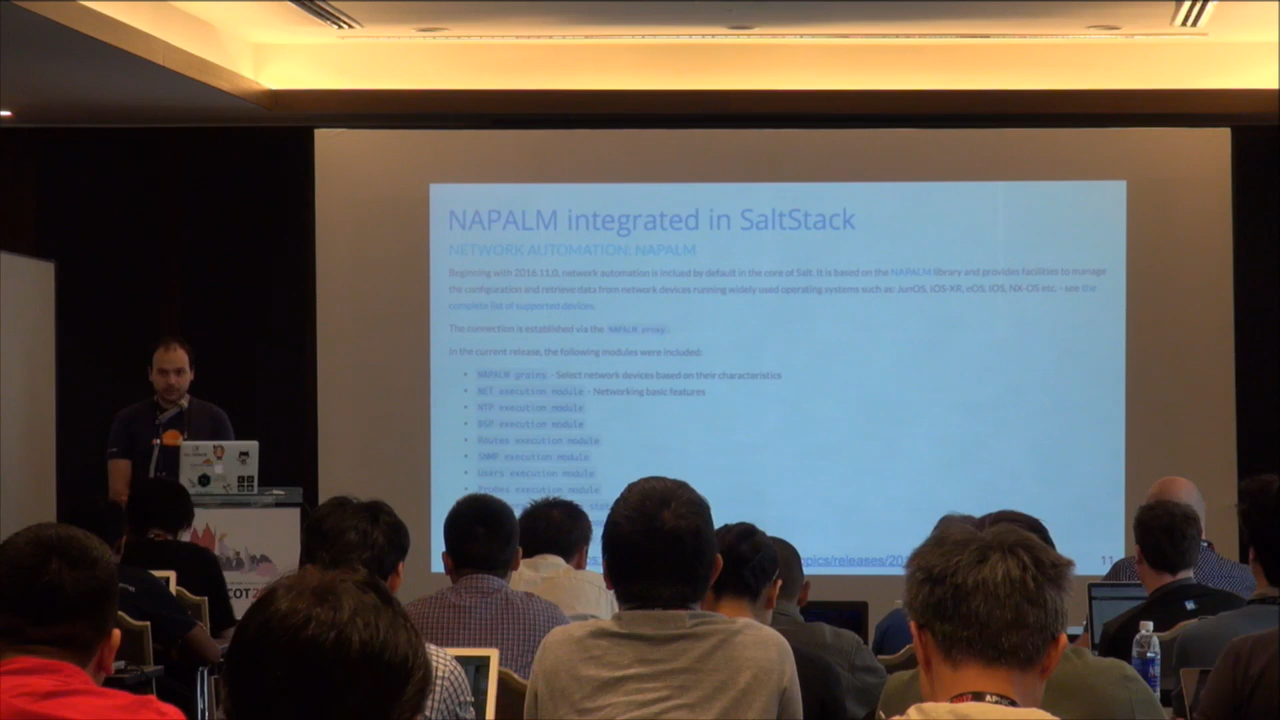 NAPALM integrated in SaltStack
NETWORK AUTOMATION: NAPALM
Beginning with 2016.11.0, network automation is inclued by default in the core of Salt. It is based on the NAPALM library and provides facilities to manage
the configuration and retrieve data from network devices running widely used operating systems such as: JunOS, IOS-XR, eOS, IOS, NX-OS etc. - see the
complete list of supported devices.
The connection is established via the NAPALM proxy.
In the current release, the following modules were included:
• NAPALM grains - Select network devices based on their characteristics
• NET execution module - Networking basic features
• NTP execution module
• BGP execution module
• Routes execution module
• SNMP execution module
• Users execution module
• Probes execution module
pics/releases/201
11
COT2